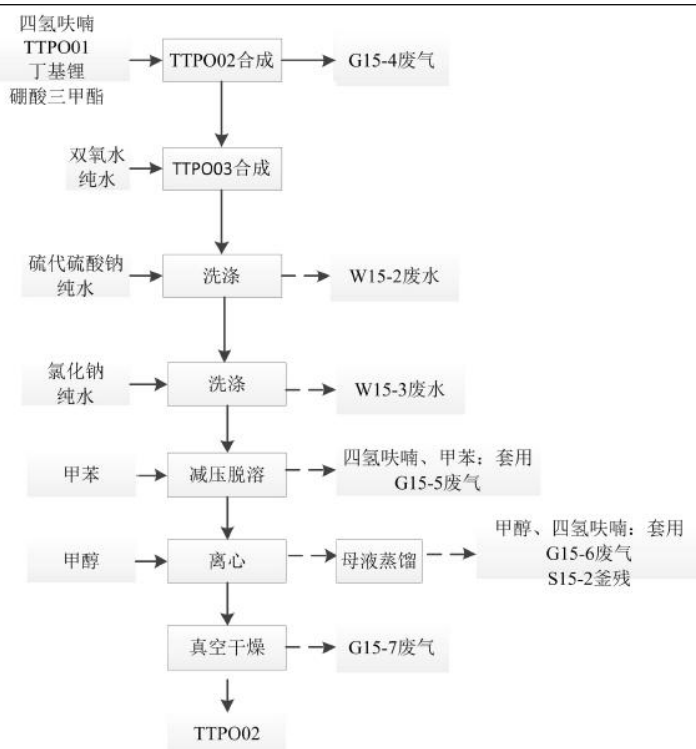 四氢呋喃
TTPO01
丁基锂
硼酸三甲酯
TTPO02合成
G15-4废气
双氧水
纯水
TTPO03合成
硫代硫酸钠
纯水
洗涤
W15-2废水
氯化钠
纯水
洗涤
W15-3废水
甲苯
减压脱溶
四氢呋喃、甲苯：套用
G15-5废气
甲醇
离心
母液蒸馏
甲醇、四氢呋喃：套用
G15-6废气
S15-2釜残
真空干燥
G15-7废气
TTPO02